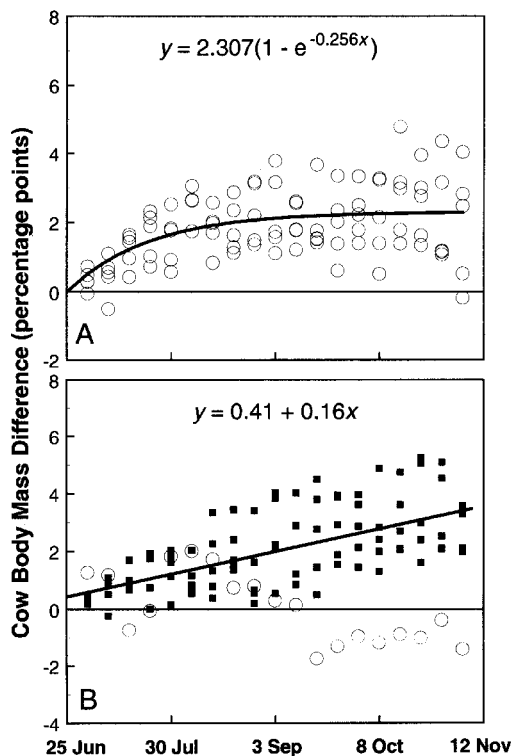 8
y = 2.307(1 - e^-0.256x)
6
4
2
0
A
-2
Cow Body Mass Difference (percentage points)
8
y = 0.41 + 0.16x
6
4
2
0
-2
B
-4
25 Jun 30 Jul 3 Sep 8 Oct 12 Nov